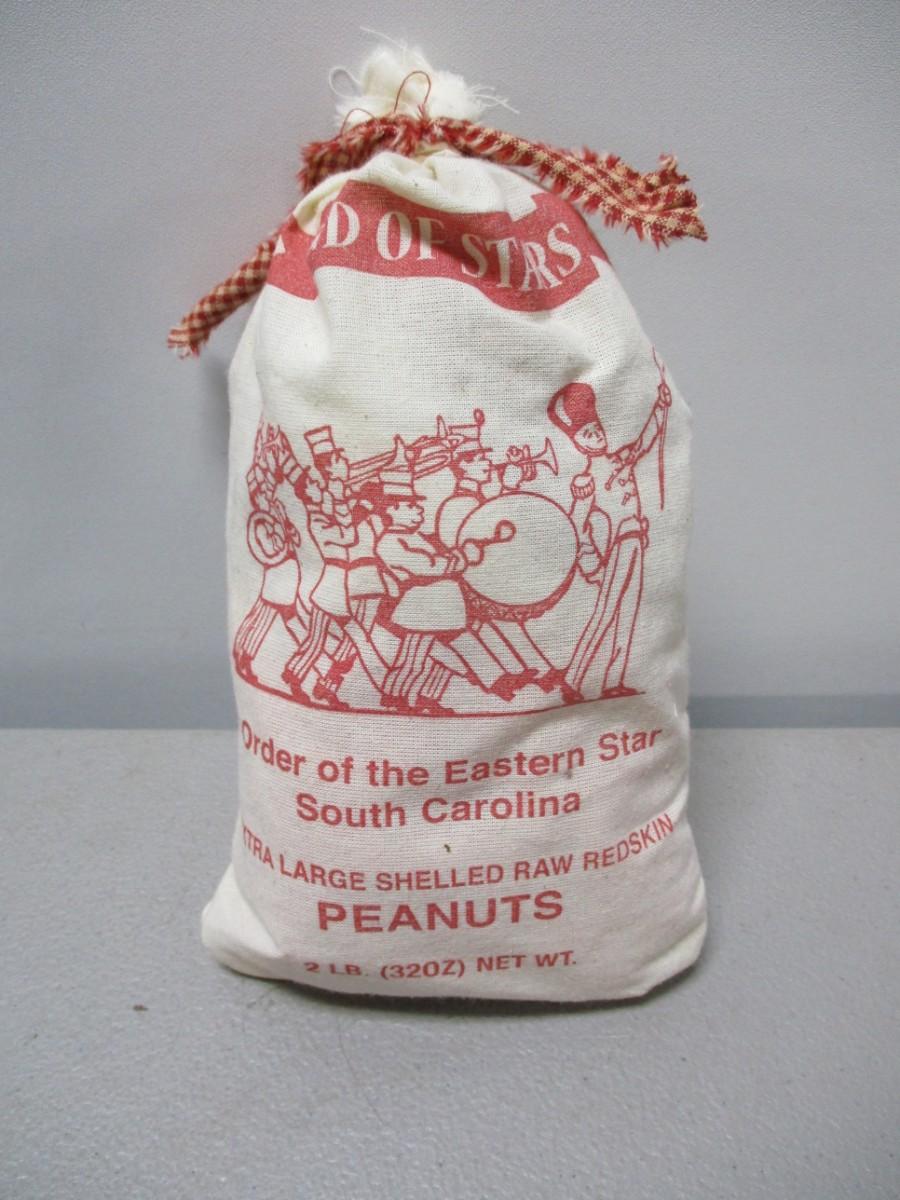 OF STARS
Order of the Eastern Star
South Carolina
XTRA LARGE SHELLED RAW REDSKIN
PEANUTS
2 LB. (32OZ) NET WT.